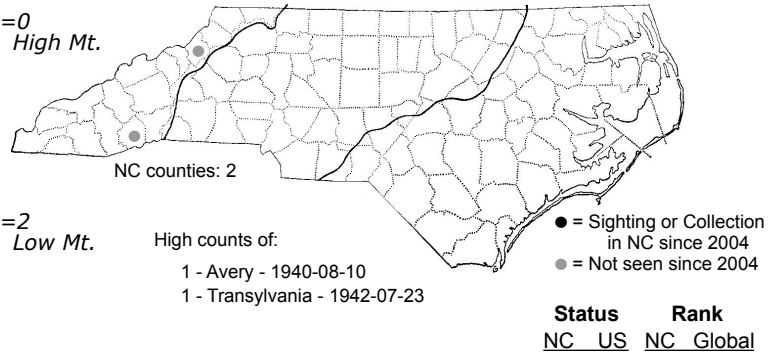 =0
High Mt.
NC counties: 2
=2
Low Mt.
High counts of:
1 - Avery - 1940-08-10
1 - Transylvania - 1942-07-23
= Sighting or Collection
in NC since 2004
= Not seen since 2004
Status Rank
NC US NC Global